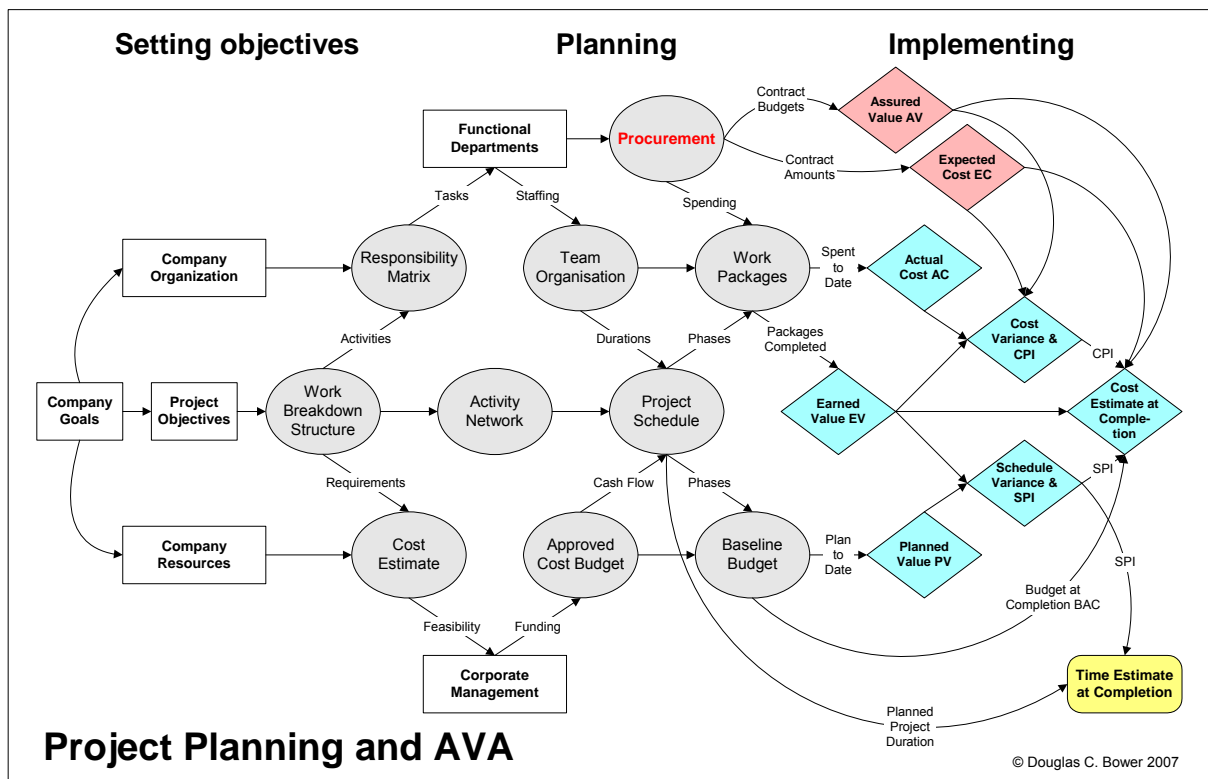 Setting objectives
Planning
Implementing
Contract
Budgets
Assured
Value AV
Functional
Departments
Procurement
Contract
Amounts
Expected
Cost EC
Tasks
Staffing
Spending
Company
Organization
Responsibility
Matrix
Team
Organisation
Work
Packages
Spent
to
Date
Actual
Cost AC
Activities
Durations
Phases
Packages
Completed
Cost
Variance &
CPI
CPI
Company
Goals
Project
Objectives
Work
Breakdown
Structure
Activity
Network
Project
Schedule
Earned
Value EV
Cost
Estimate at
Comple-
tion
Requirements
Cash Flow
Phases
Schedule
Variance &
SPI
SPI
Company
Resources
Cost
Estimate
Approved
Cost Budget
Baseline
Budget
Plan
to
Date
Planned
Value PV
SPI
Budget at
Completion BAC
Feasibility
Funding
Corporate
Management
Time Estimate
at Completion
Planned
Project
Duration
Project Planning and AVA
© Douglas C. Bower 2007